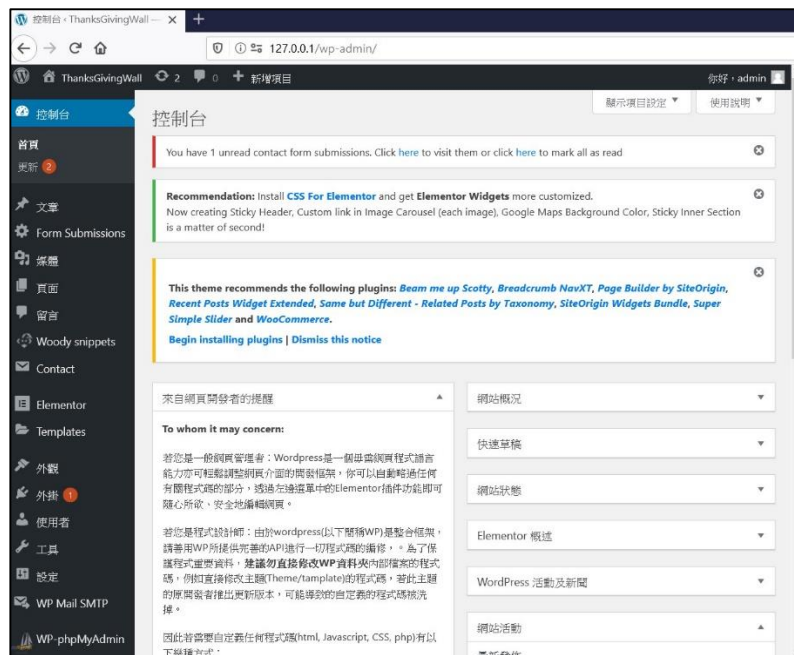 控制台 ‹ ThanksGivingWall —
127.0.0.1/wp-admin/
ThanksGivingWall 2 0 新增項目 你好，admin
顯示項目設定 使用說明
控制台
首頁
更新 2
文章
Form Submissions
媒體
頁面
留言
Woody snippets
Contact
Elementor
Templates
外觀
外掛 1
使用者
工具
設定
WP Mail SMTP
WP-phpMyAdmin
控制台
You have 1 unread contact form submissions. Click here to visit them or click here to mark all as read
Recommendation: Install CSS For Elementor and get Elementor Widgets more customized.
Now creating Sticky Header, Custom link in Image Carousel (each image), Google Maps Background Color, Sticky Inner Section
is a matter of second!
This theme recommends the following plugins: Beam me up Scotty, Breadcrumb NavXT, Page Builder by SiteOrigin,
Recent Posts Widget Extended, Same but Different - Related Posts by Taxonomy, SiteOrigin Widgets Bundle, Super
Simple Slider and WooCommerce.
Begin installing plugins | Dismiss this notice
來自網頁開發者的提醒
To whom it may concern:
若您是一般網頁管理者：Wordpress是一個毋需網頁程式語言
能力亦可輕鬆調整網頁介面的開發框架，你可以自動略過任何
有關程式碼的部分，透過左邊選單中的Elementor插件功能即可
隨心所欲，安全地編輯網頁。
若您是程式設計師：由於wordpress(以下簡稱WP)是整合框架，
請善用WP所提供完善的API進行一切程式碼的編修，。為了保
護程式重要資料，建議勿直接修改WP資料夾內部檔案的程式
碼，例如直接修改主題(Theme/tamplate)的程式碼，若此主題
的原開發者推出更新版本，可能導致的自定義的程式碼被洗
掉。
因此若需要自定義任何程式碼(html, Javascript, CSS, php)有以
下幾種方式：
網站概況
快速草稿
網站狀態
Elementor 概述
WordPress 活動及新聞
網站活動
最新發佈